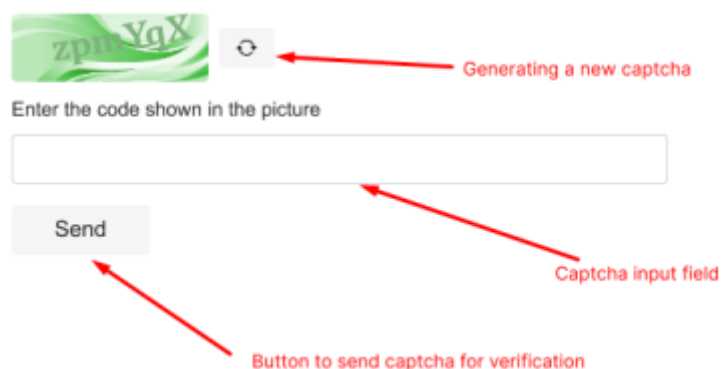 zpmYqX
Generating a new captcha
Enter the code shown in the picture
Send
Captcha input field
Button to send captcha for verification